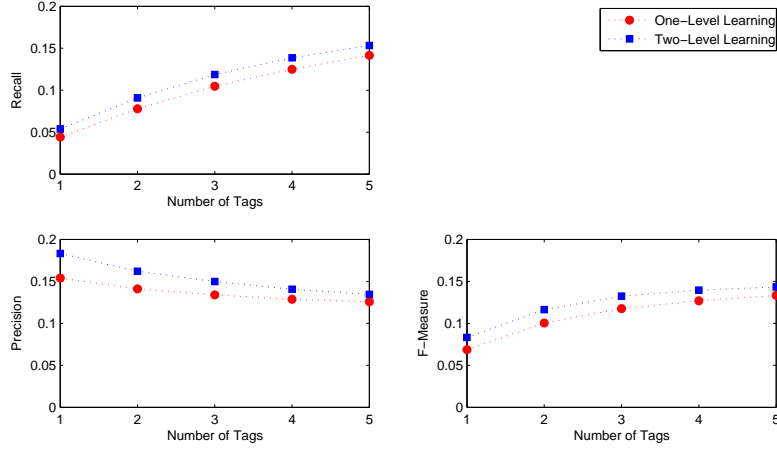 One-Level Learning
Two-Level Learning
0.2
0.15
0.1
0.05
0
Recall
1 2 3 4 5
Number of Tags
0.2
0.15
0.1
0.05
0
Precision
1 2 3 4 5
Number of Tags
0.2
0.15
0.1
0.05
0
F-Measure
1 2 3 4 5
Number of Tags